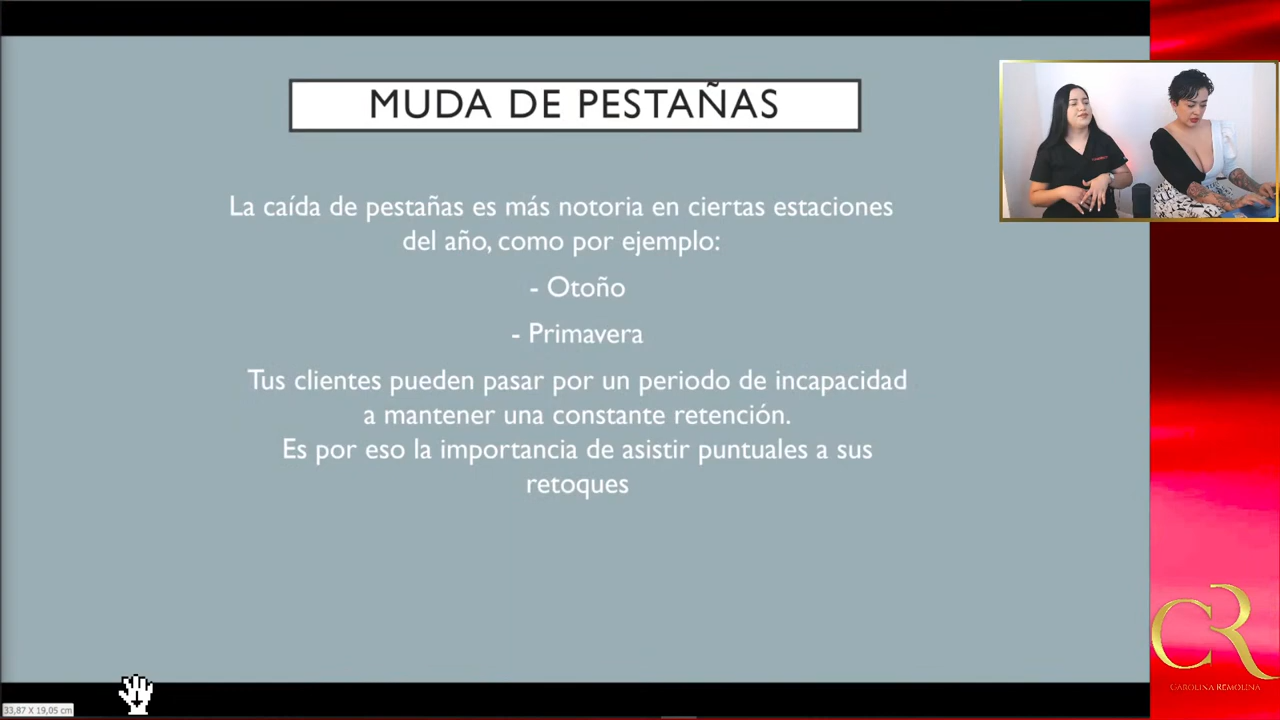 MUDA DE PESTAÑAS
La caída de pestañas es más notoria en ciertas estaciones
del año, como por ejemplo:
- Otoño
- Primavera
Tus clientes pueden pasar por un periodo de incapacidad
a mantener una constante retención.
Es por eso la importancia de asistir puntuales a sus
retoques
CR
CAROLINA REMOLINA
33,87 X 19,05 cm